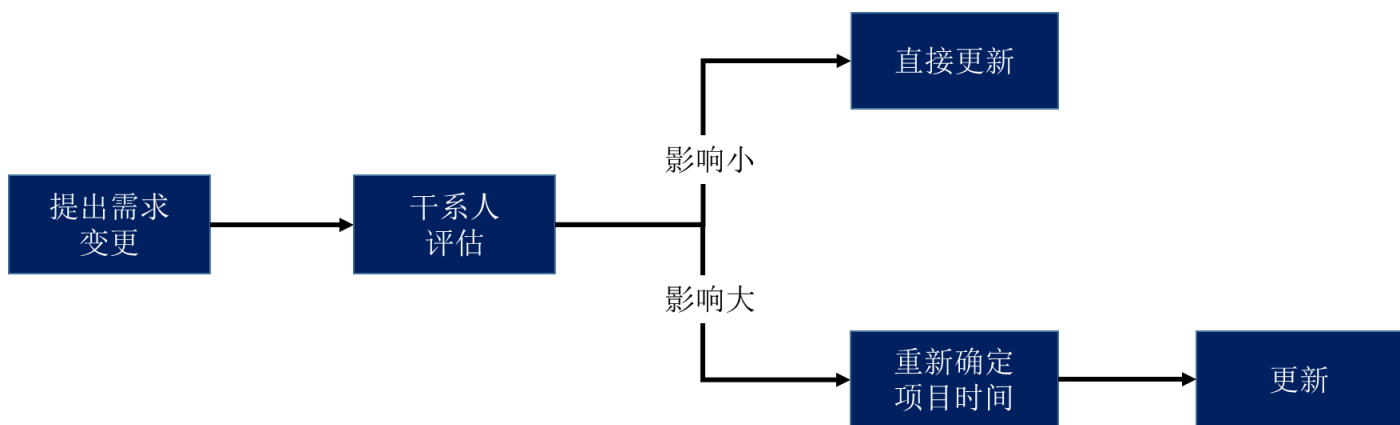 提出需求
变更
干系人
评估
影响小
直接更新
影响大
重新确定
项目时间
更新